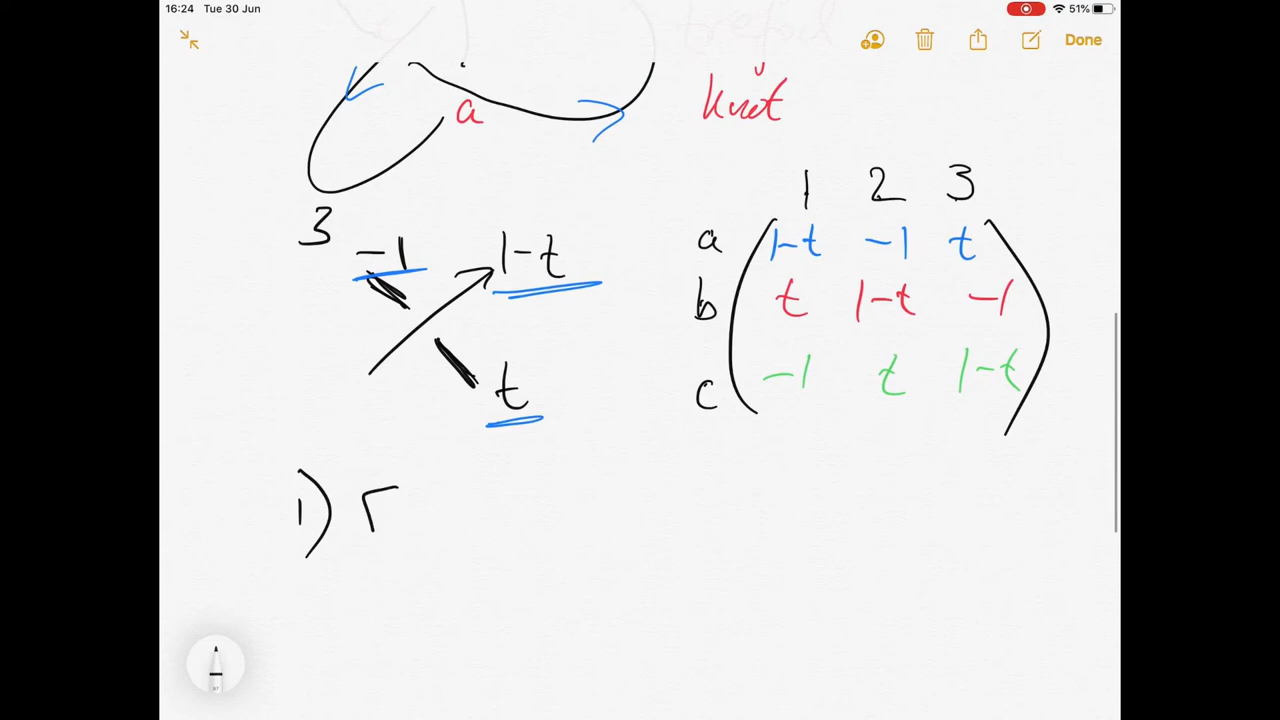 16:24 Tue 30 Jun
51%
Done
trefoil
knot
a
3
-1 1-t
t
1 2 3
a 1-t -1 t
b t 1-t -1
c -1 t 1-t
1) r